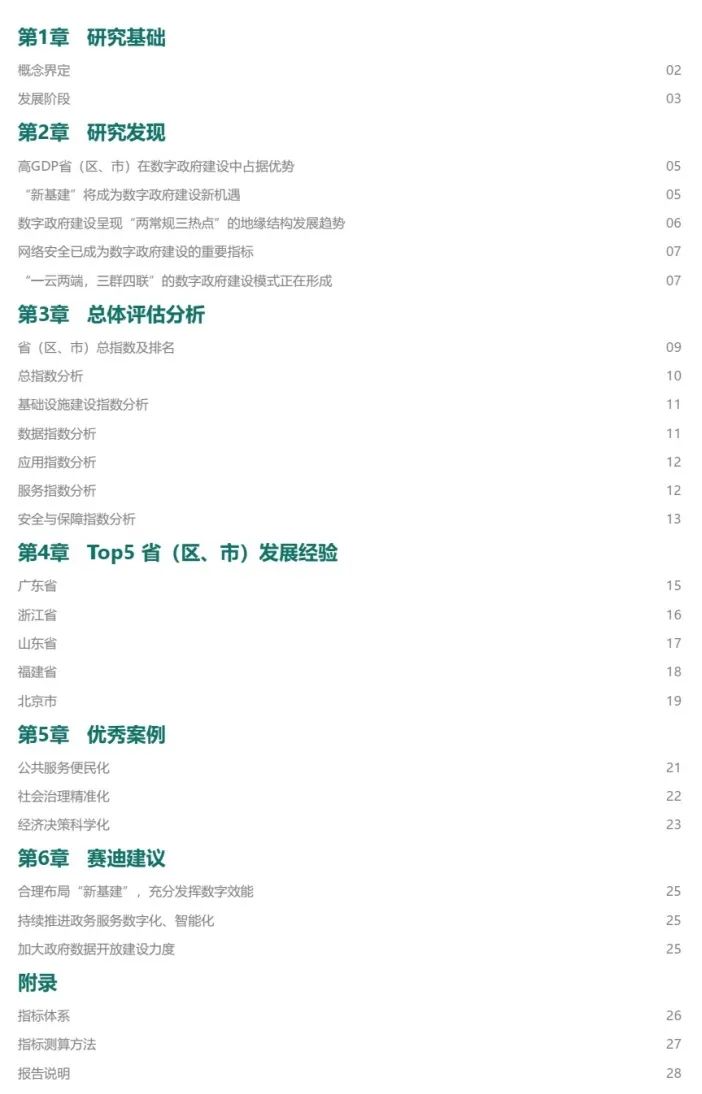 第1章 研究基础
概念界定 02
发展阶段 03
第2章 研究发现
高GDP省（区、市）在数字政府建设中占据优势 05
“新基建”将成为数字政府建设新机遇 05
数字政府建设呈现“两常规三热点”的地缘结构发展趋势 06
网络安全已成为数字政府建设的重要指标 07
“一云两端，三群四联”的数字政府建设模式正在形成 07
第3章 总体评估分析
省（区、市）总指数及排名 09
总指数分析 10
基础设施建设指数分析 11
数据指数分析 11
应用指数分析 12
服务指数分析 12
安全与保障指数分析 13
第4章 Top5 省（区、市）发展经验
广东省 15
浙江省 16
山东省 17
福建省 18
北京市 19
第5章 优秀案例
公共服务便民化 21
社会治理精准化 22
经济决策科学化 23
第6章 赛迪建议
合理布局“新基建”，充分发挥数字效能 25
持续推进政务服务数字化、智能化 25
加大政府数据开放建设力度 25
附录
指标体系 26
指标测算方法 27
报告说明 28